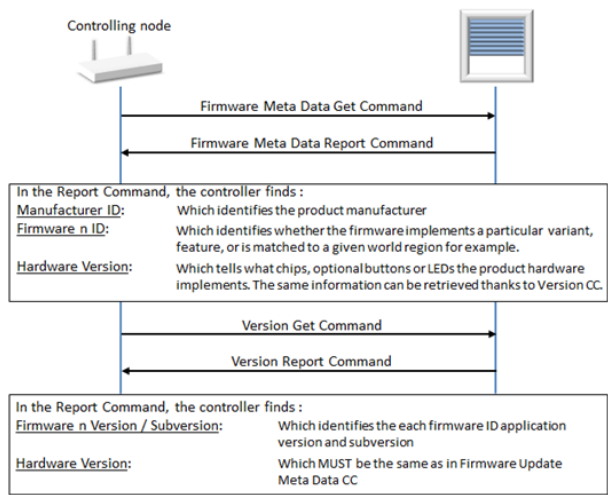 Controlling node
Firmware Meta Data Get Command
Firmware Meta Data Report Command
In the Report Command, the controller finds :
Manufacturer ID: Which identifies the product manufacturer
Firmware n ID: Which identifies whether the firmware implements a particular variant,
feature, or is matched to a given world region for example.
Hardware Version: Which tells what chips, optional buttons or LEDs the product hardware
implements. The same information can be retrieved thanks to Version CC.
Version Get Command
Version Report Command
In the Report Command, the controller finds :
Firmware n Version / Subversion: Which identifies the each firmware ID application
version and subversion
Hardware Version: Which MUST be the same as in Firmware Update
Meta Data CC